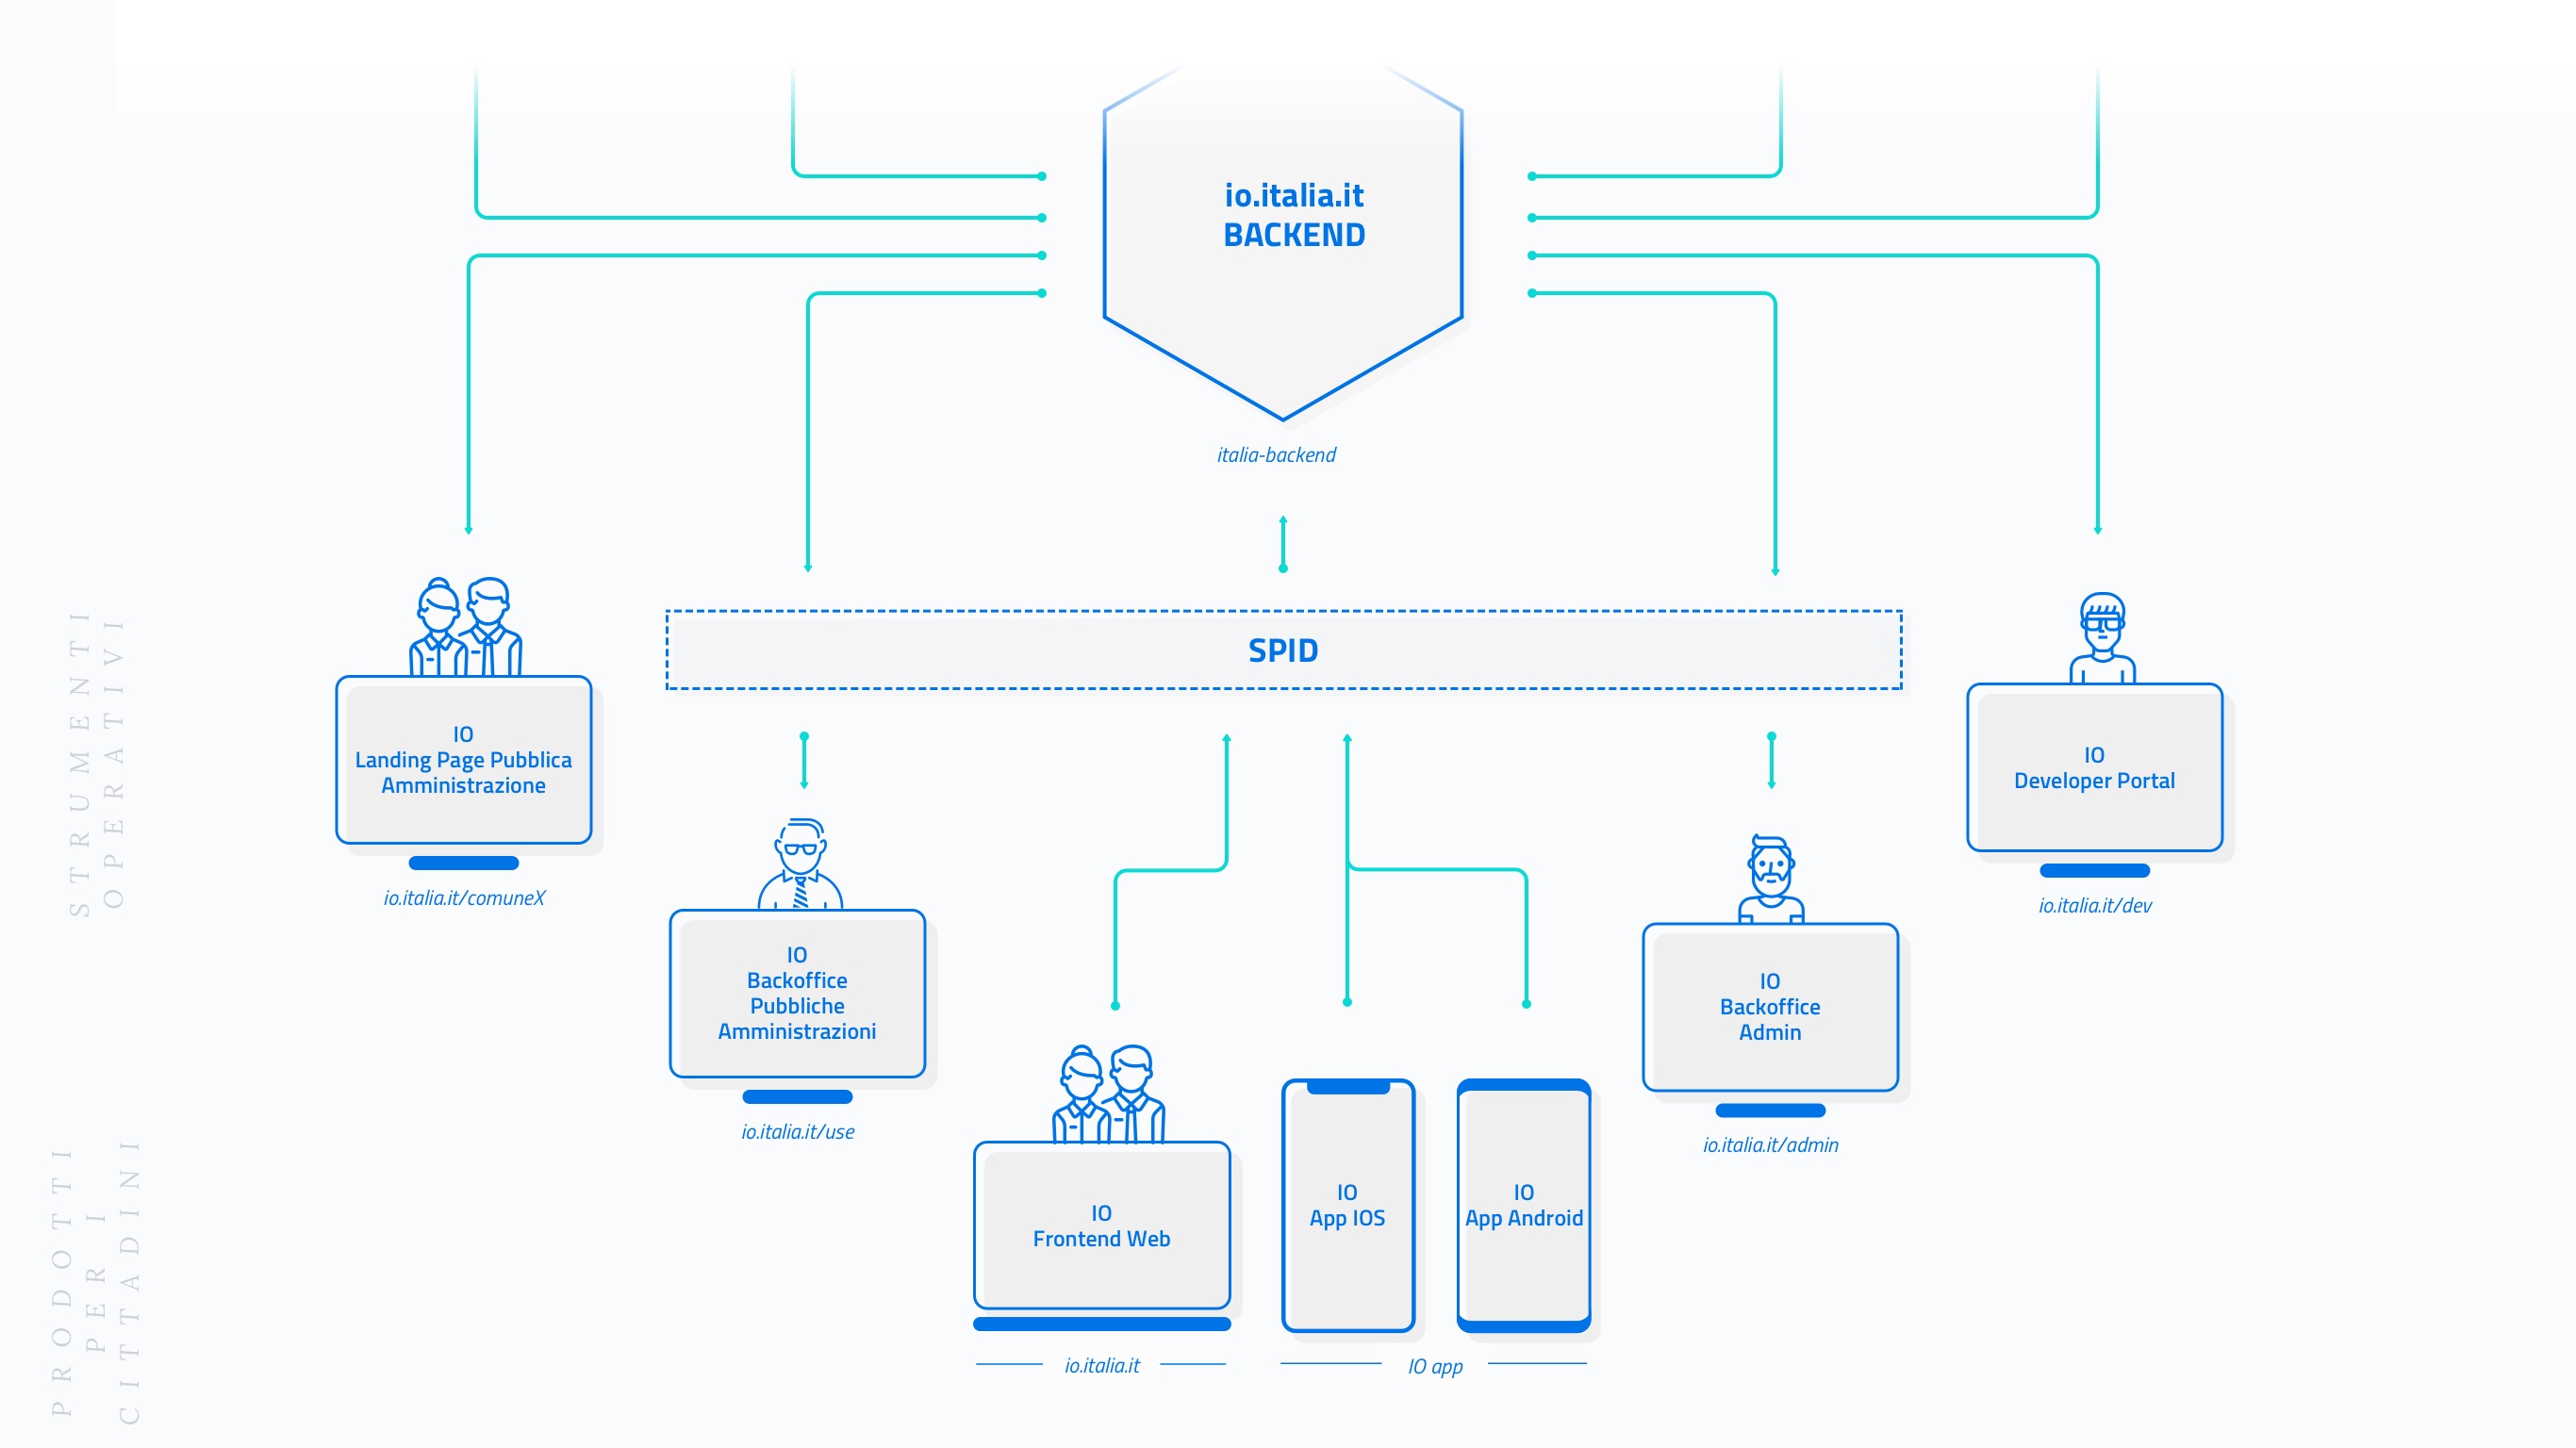 io.italia.it
BACKEND
italia-backend
SPID
STRUMENTI
OPERATIVI
IO
Landing Page Pubblica
Amministrazione
io.italia.it/comuneX
IO
Developer Portal
io.italia.it/dev
IO
Backoffice
Pubbliche
Amministrazioni
io.italia.it/use
IO
Backoffice
Admin
io.italia.it/admin
PRODOTTI
PER I
CITTADINI
IO
Frontend Web
io.italia.it
IO
App IOS
IO
App Android
IO app